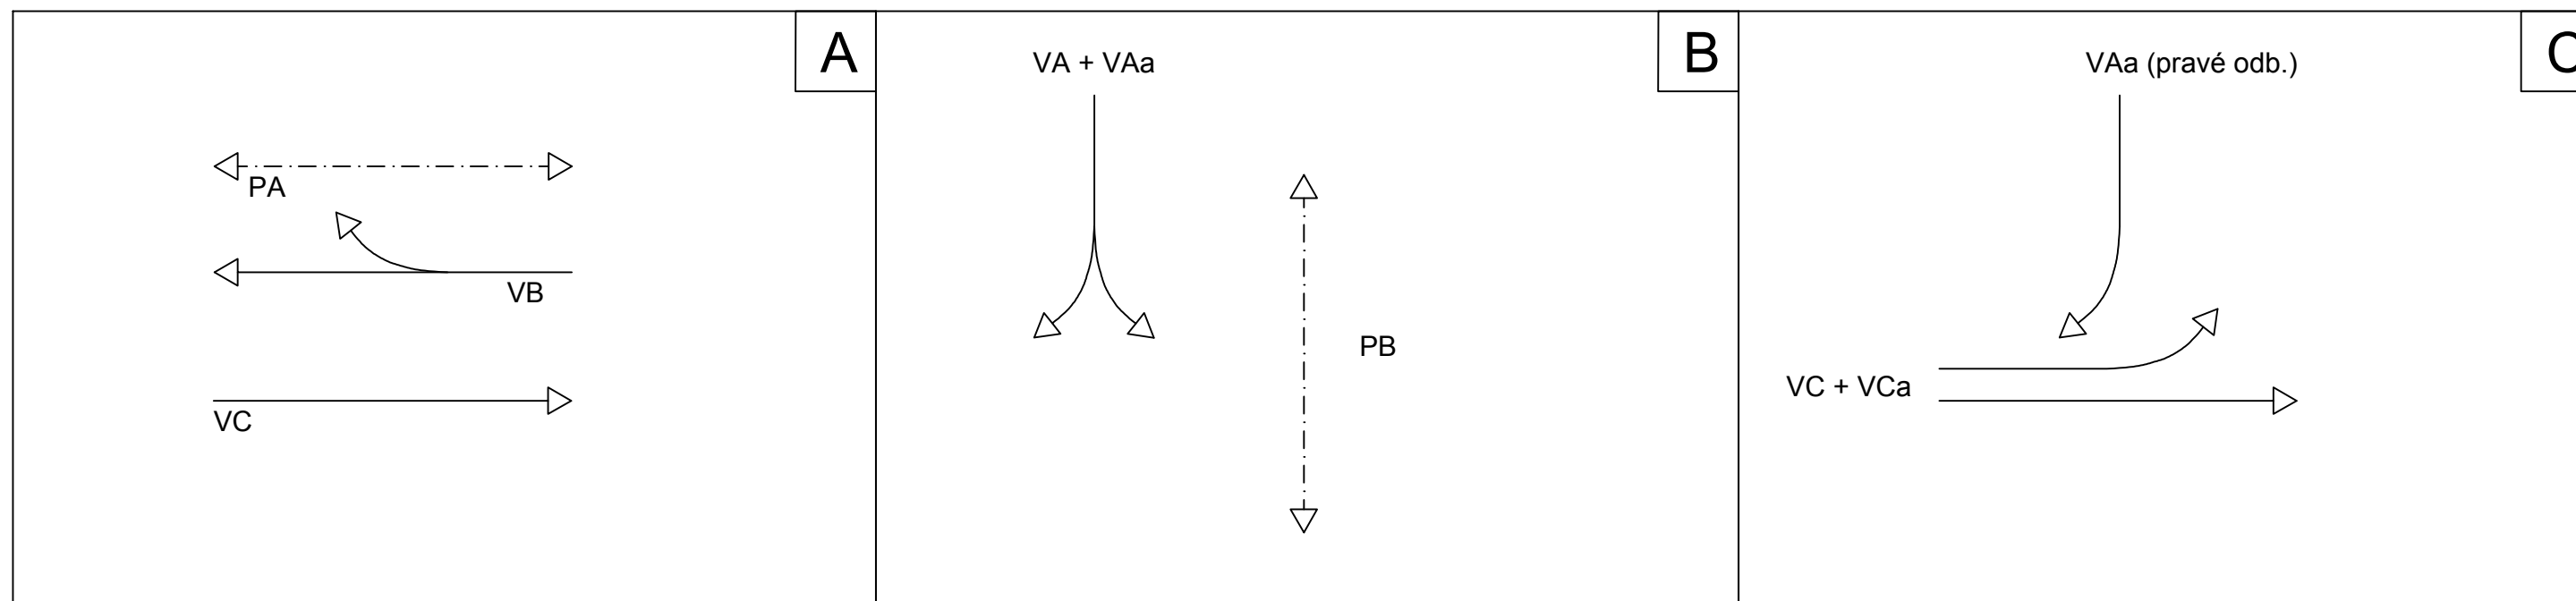 A
PA
VB
VC
B
VA + VAa
PB
C
VAa (pravé odb.)
VC + VCa